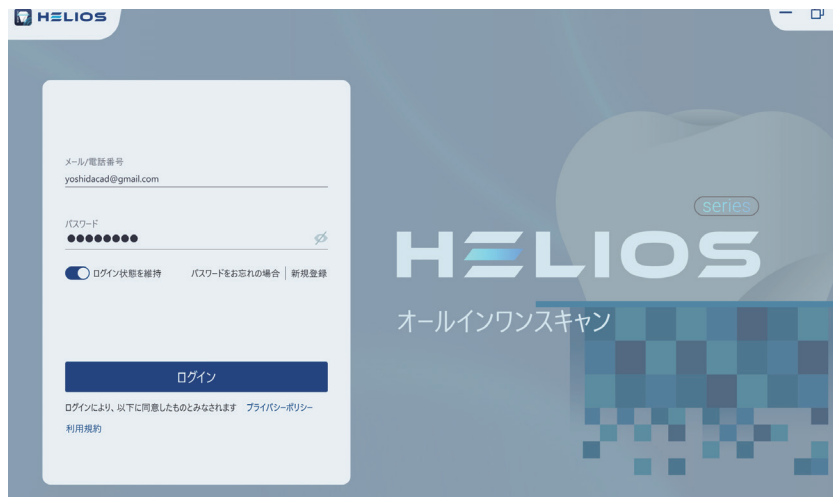 HELIOS
メール/電話番号
yoshidacad@gmail.com
パスワード
ログイン状態を維持
パスワードをお忘れの場合
新規登録
ログイン
ログインにより、以下に同意したものとみなされます プライバシーポリシー
利用規約
series
HELIOS
オールインワンスキャン